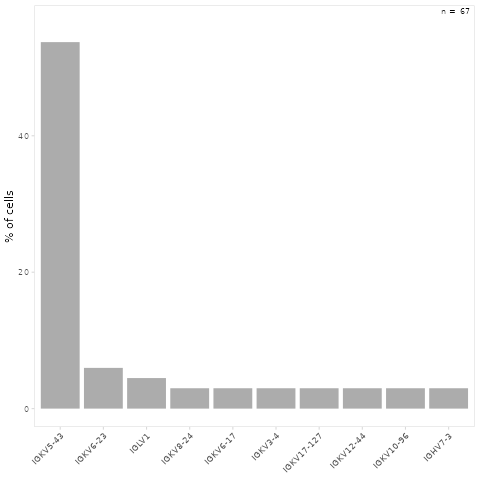 n = 67
% of cells
40
20
0
IGKV5-43
IGKV6-23
IGLV1
IGKV8-24
IGKV6-17
IGKV3-4
IGKV17-127
IGKV12-44
IGKV10-96
IGHV7-3